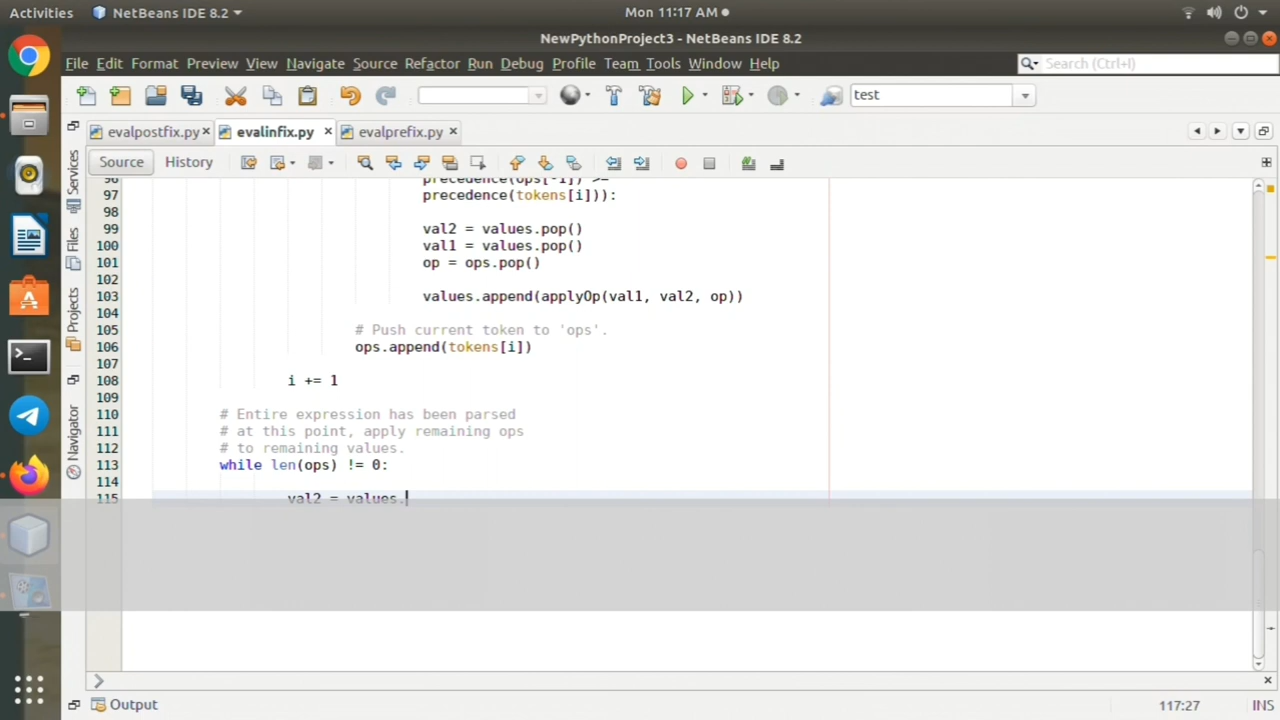 Activities NetBeans IDE 8.2 Mon 11:17 AM
NewPythonProject3 - NetBeans IDE 8.2
File Edit Format Preview View Navigate Source Refactor Run Debug Profile Team Tools Window Help Search (Ctrl+I)
test
evalpostfix.py evalinfix.py evalprefix.py
Source History
Services
Files
Projects
Navigator
96 precedence(ops[-1]) >=
97 precedence(tokens[i])):
98
99 val2 = values.pop()
100 val1 = values.pop()
101 op = ops.pop()
102
103 values.append(applyOp(val1, val2, op))
104
105 # Push current token to 'ops'.
106 ops.append(tokens[i])
107
108 i += 1
109
110 # Entire expression has been parsed
111 # at this point, apply remaining ops
112 # to remaining values.
113 while len(ops) != 0:
114
115 val2 = values.
Output 117:27 INS